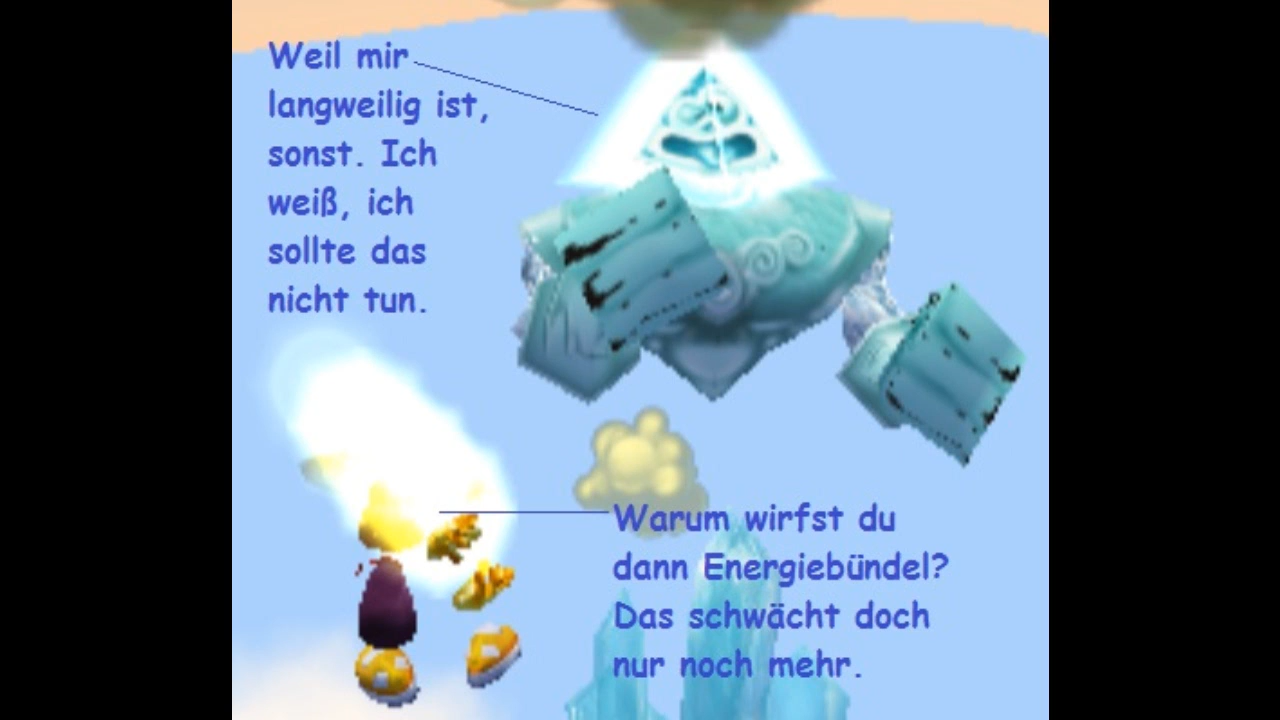 Weil mir
langweilig ist,
sonst. Ich
weiß, ich
sollte das
nicht tun.
Warum wirfst du
dann Energiebündel?
Das schwächt doch
nur noch mehr.